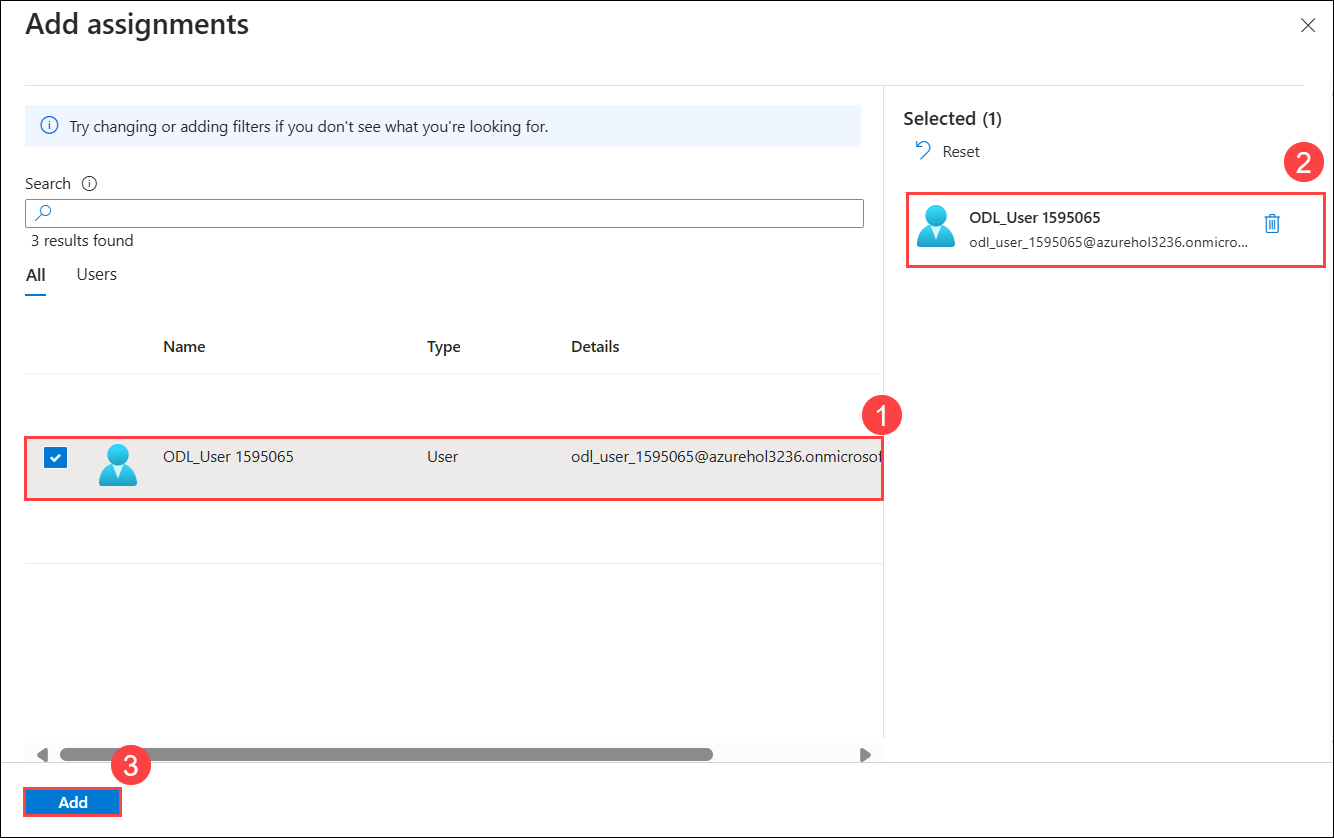 Add assignments
Try changing or adding filters if you don't see what you're looking for.
Search
3 results found
All Users
Name Type Details
1
ODL_User 1595065 User odl_user_1595065@azurehol3236.onmicrosof
Selected (1)
Reset
2
ODL_User 1595065
odl_user_1595065@azurehol3236.onmicro...
3
Add